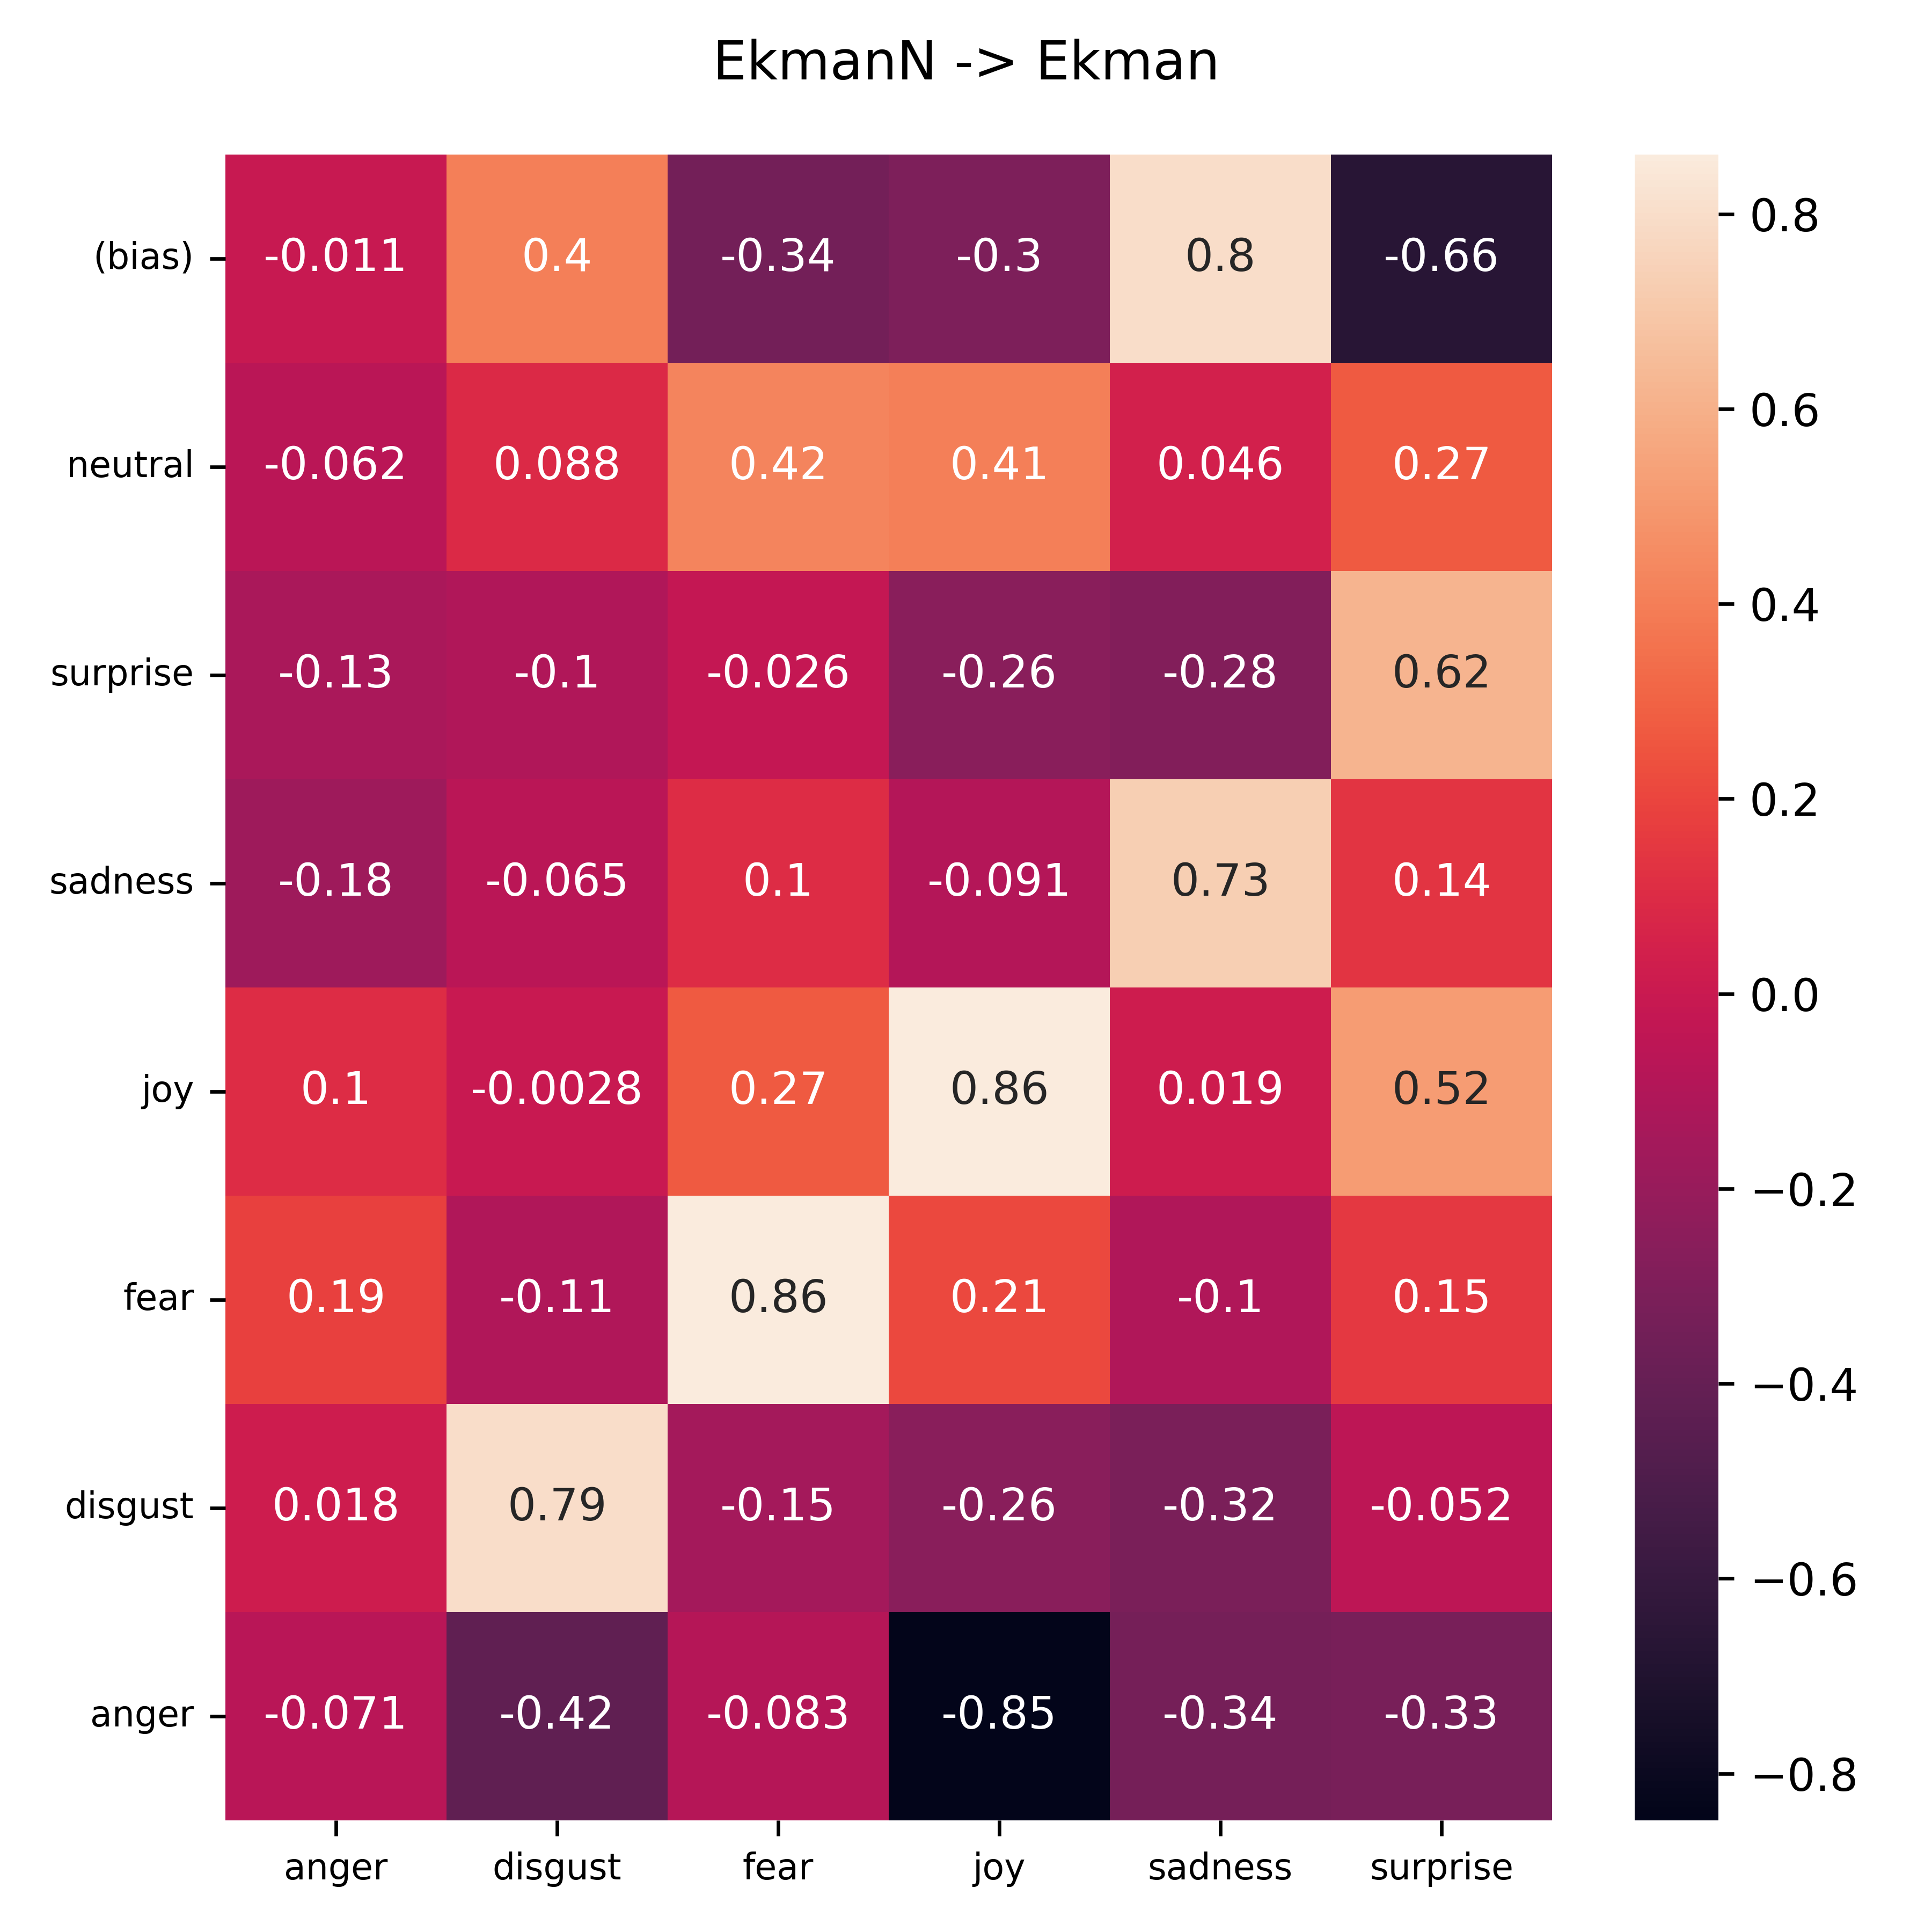 EkmanN -> Ekman
(bias) -0.011 0.4 -0.34 -0.3 0.8 -0.66
neutral -0.062 0.088 0.42 0.41 0.046 0.27
surprise -0.13 -0.1 -0.026 -0.26 -0.28 0.62
sadness -0.18 -0.065 0.1 -0.091 0.73 0.14
joy 0.1 -0.0028 0.27 0.86 0.019 0.52
fear 0.19 -0.11 0.86 0.21 -0.1 0.15
disgust 0.018 0.79 -0.15 -0.26 -0.32 -0.052
anger -0.071 -0.42 -0.083 -0.85 -0.34 -0.33
anger disgust fear joy sadness surprise
0.8
0.6
0.4
0.2
0.0
−0.2
−0.4
−0.6
−0.8